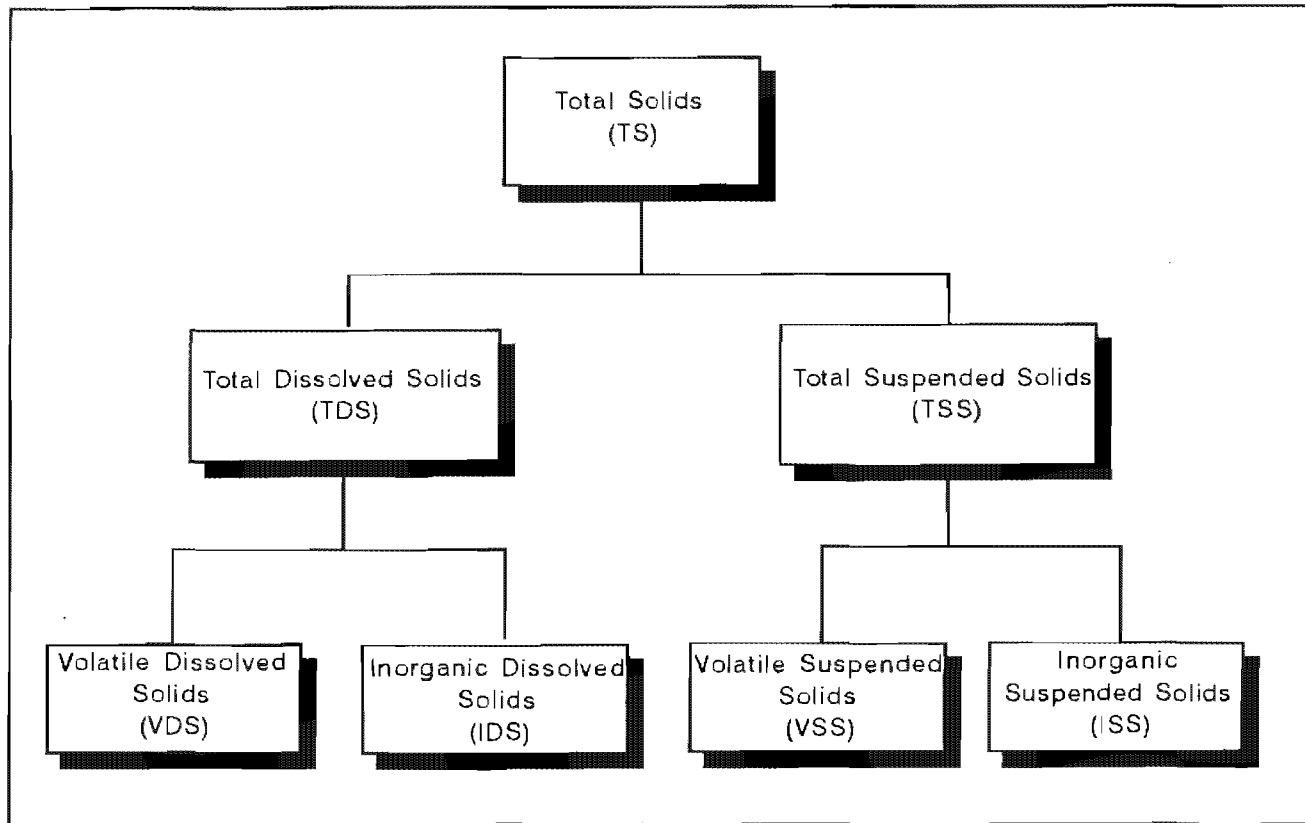 Total Solids
(TS)
Total Dissolved Solids
(TDS)
Total Suspended Solids
(TSS)
Volatile Dissolved
Solids
(VDS)
Inorganic Dissolved
Solids
(IDS)
Volatile Suspended
Solids
(VSS)
Inorganic
Suspended Solids
(ISS)